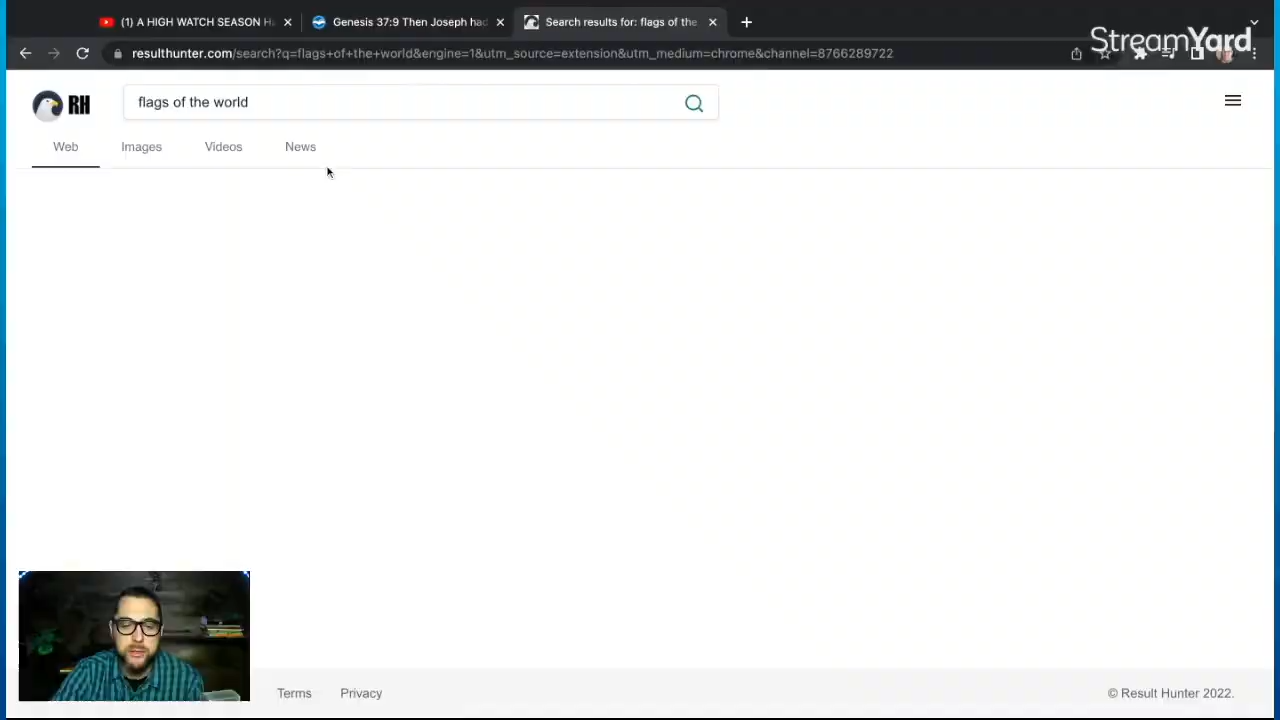 (1) A HIGH WATCH SEASON Ha
Genesis 37:9 Then Joseph had
Search results for: flags of the
StreamYard
resulthunter.com/search?q=flags+of+the+world&engine=1&utm_source=extension&utm_medium=chrome&channel=8766289722
RH
flags of the world
Web
Images
Videos
News
Terms
Privacy
© Result Hunter 2022.